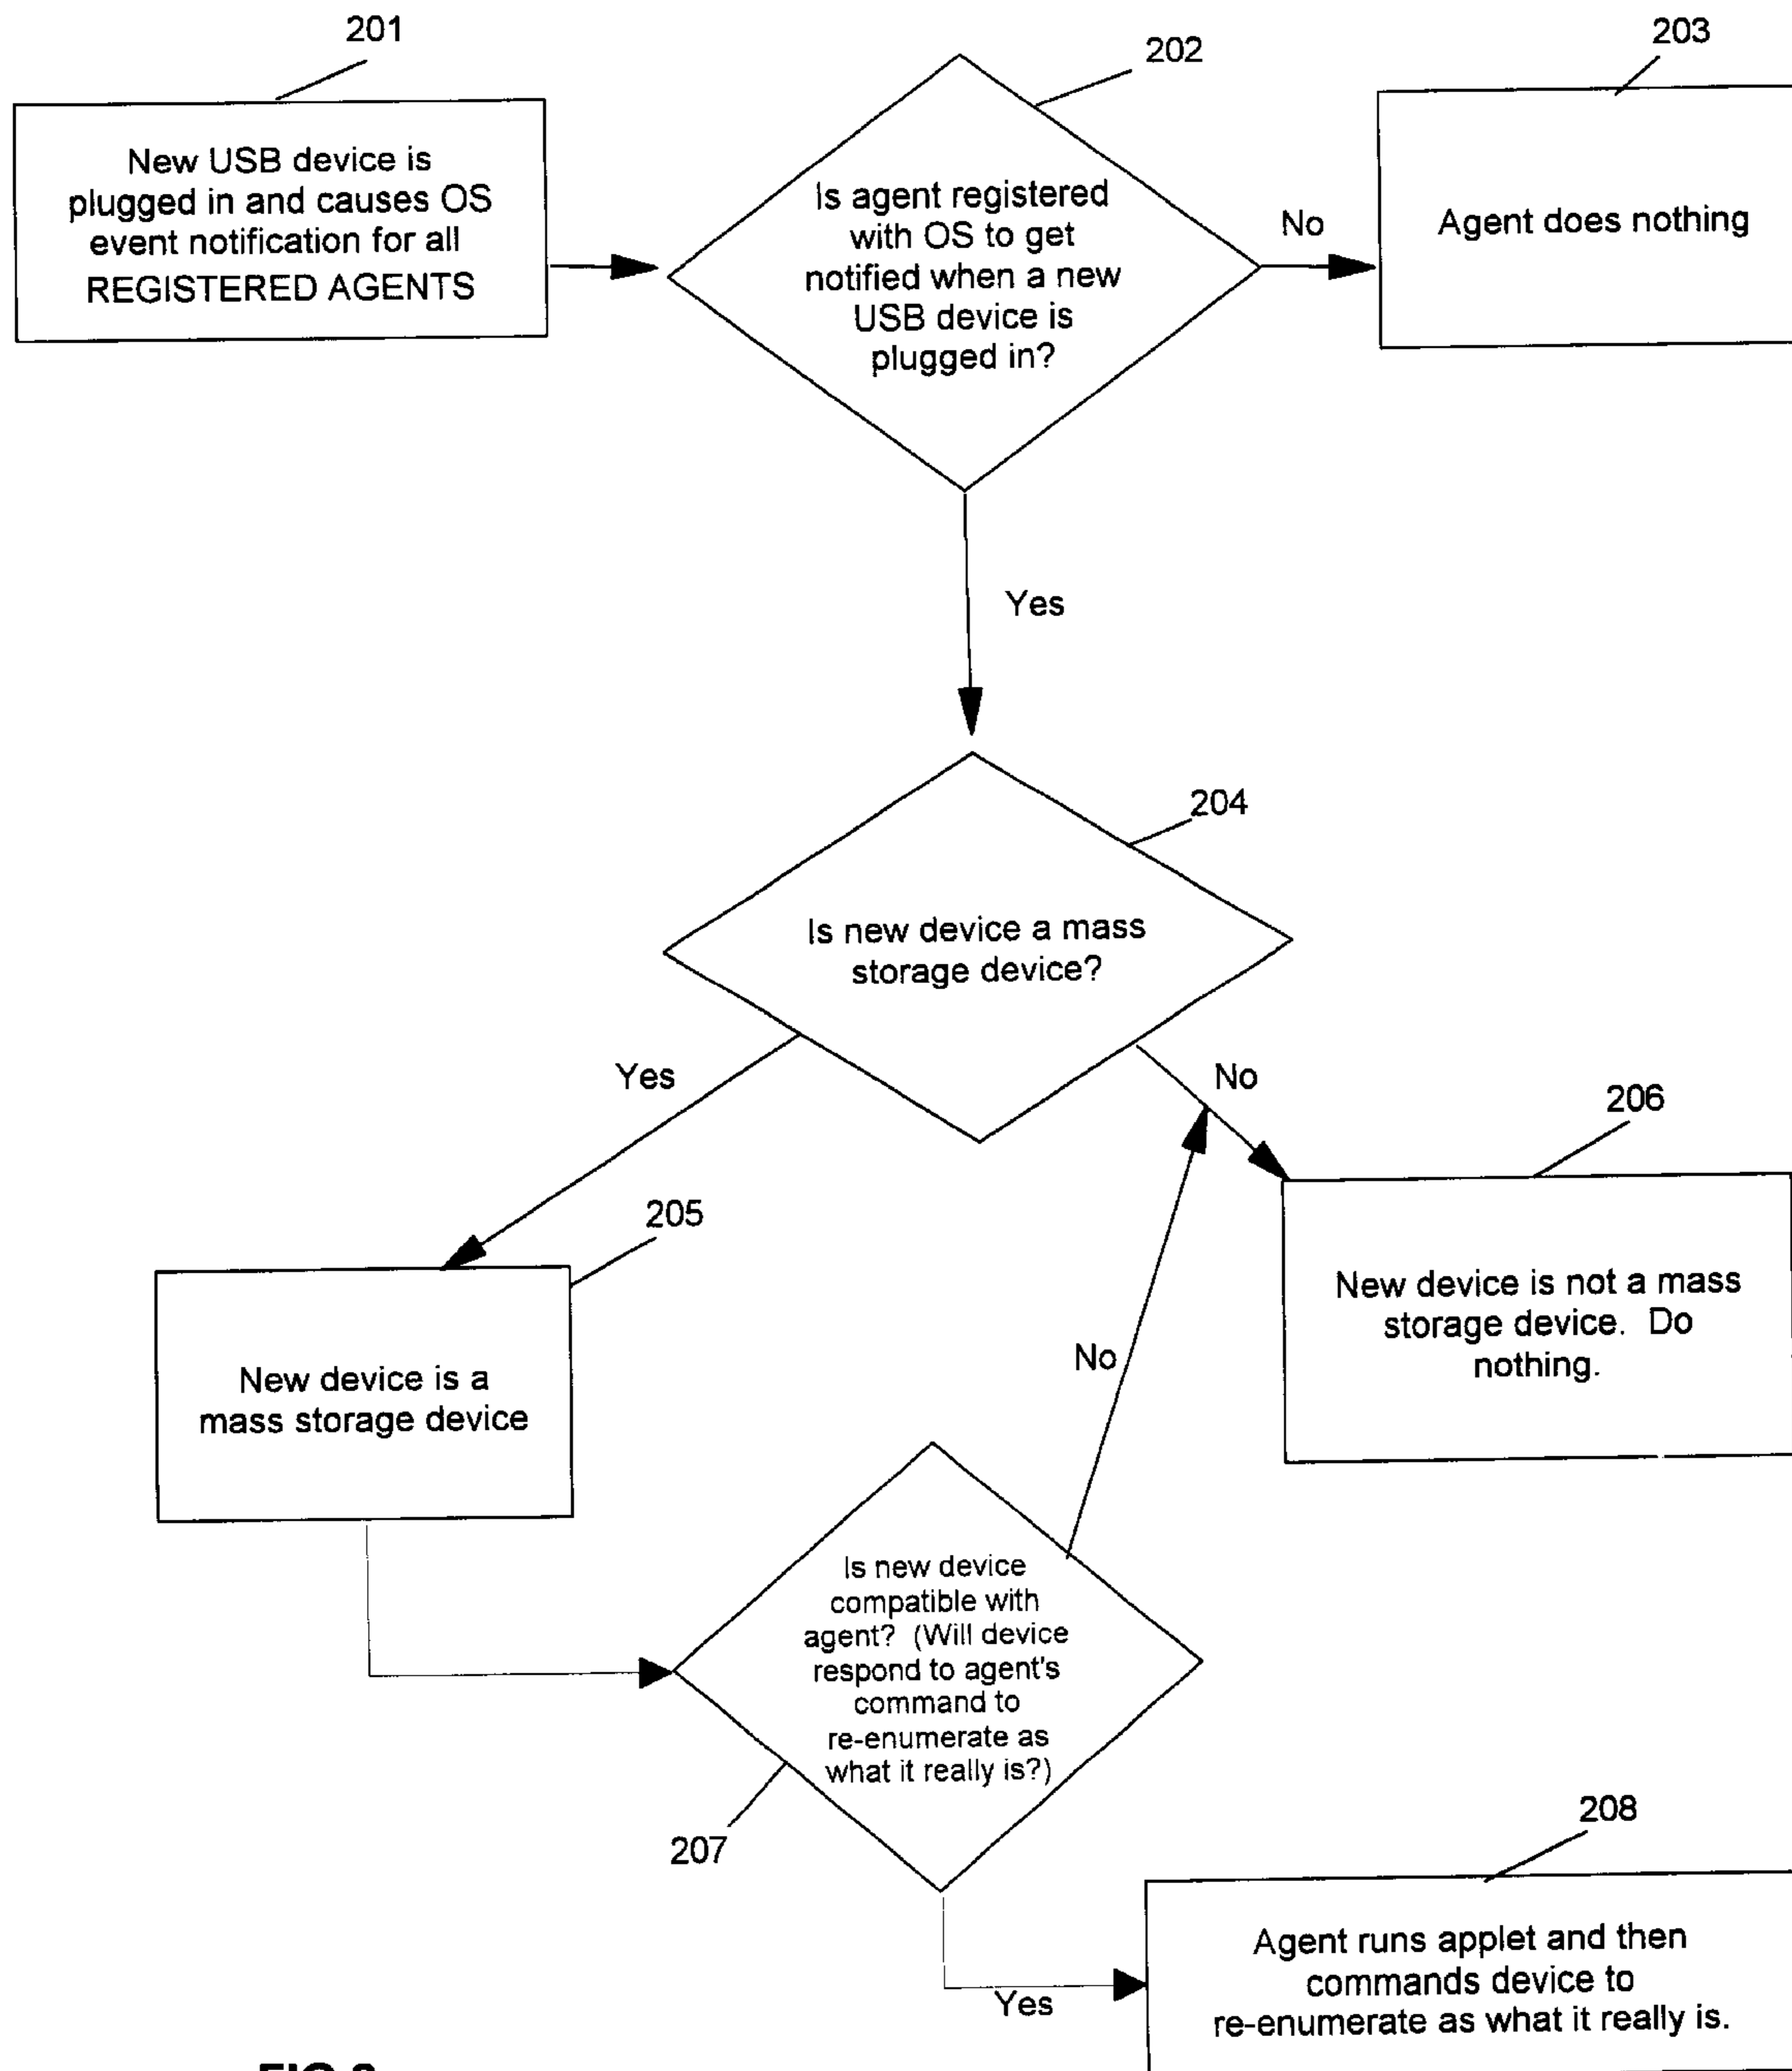 201
202
203
New USB device is
plugged in and causes OS
event notification for all
REGISTERED AGENTS
Is agent registered
with OS to get
notified when a new
USB device is
plugged in?
No
Agent does nothing
Yes
204
Is new device a mass
storage device?
Yes
No
206
205
New device is not a mass
storage device. Do
nothing.
New device is a
mass storage device
No
Is new device
compatible with
agent? (Will device
respond to agent's
command to
re-enumerate as
what it really is?)
207
208
Agent runs applet and then
commands device to
re-enumerate as what it really is.
Yes